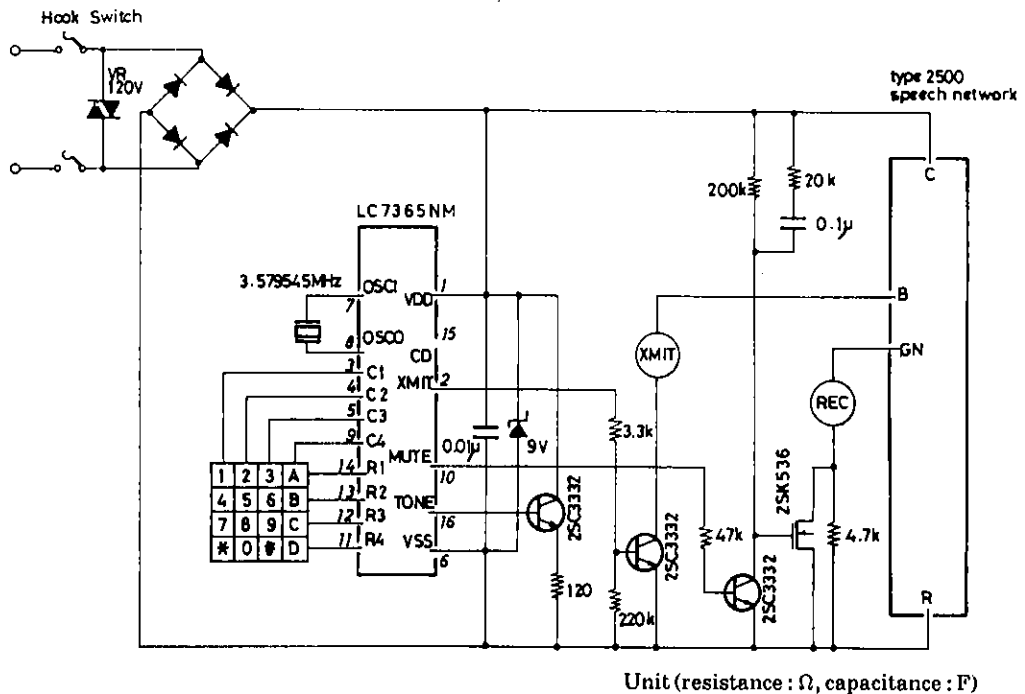 Hook Switch
VR
120V
type 2500
speech network
C
200k
20k
0.1μ
LC7365NM
3.579545MHz
OSCI
7
VDD
1
OSCO
8
CD
15
B
XMIT
GN
REC
C1
3
XMIT
2
C2
4
C3
5
C4
9
3.3k
0.01μ
9V
MUTE
10
R1
14
R2
13
R3
12
R4
11
TONE
16
VSS
6
1 2 3 A
4 5 6 B
7 8 9 C
* 0 # D
2SC3332
120
2SC3332
220k
47k
2SC3332
2SK536
4.7k
R
Unit (resistance : Ω, capacitance : F)